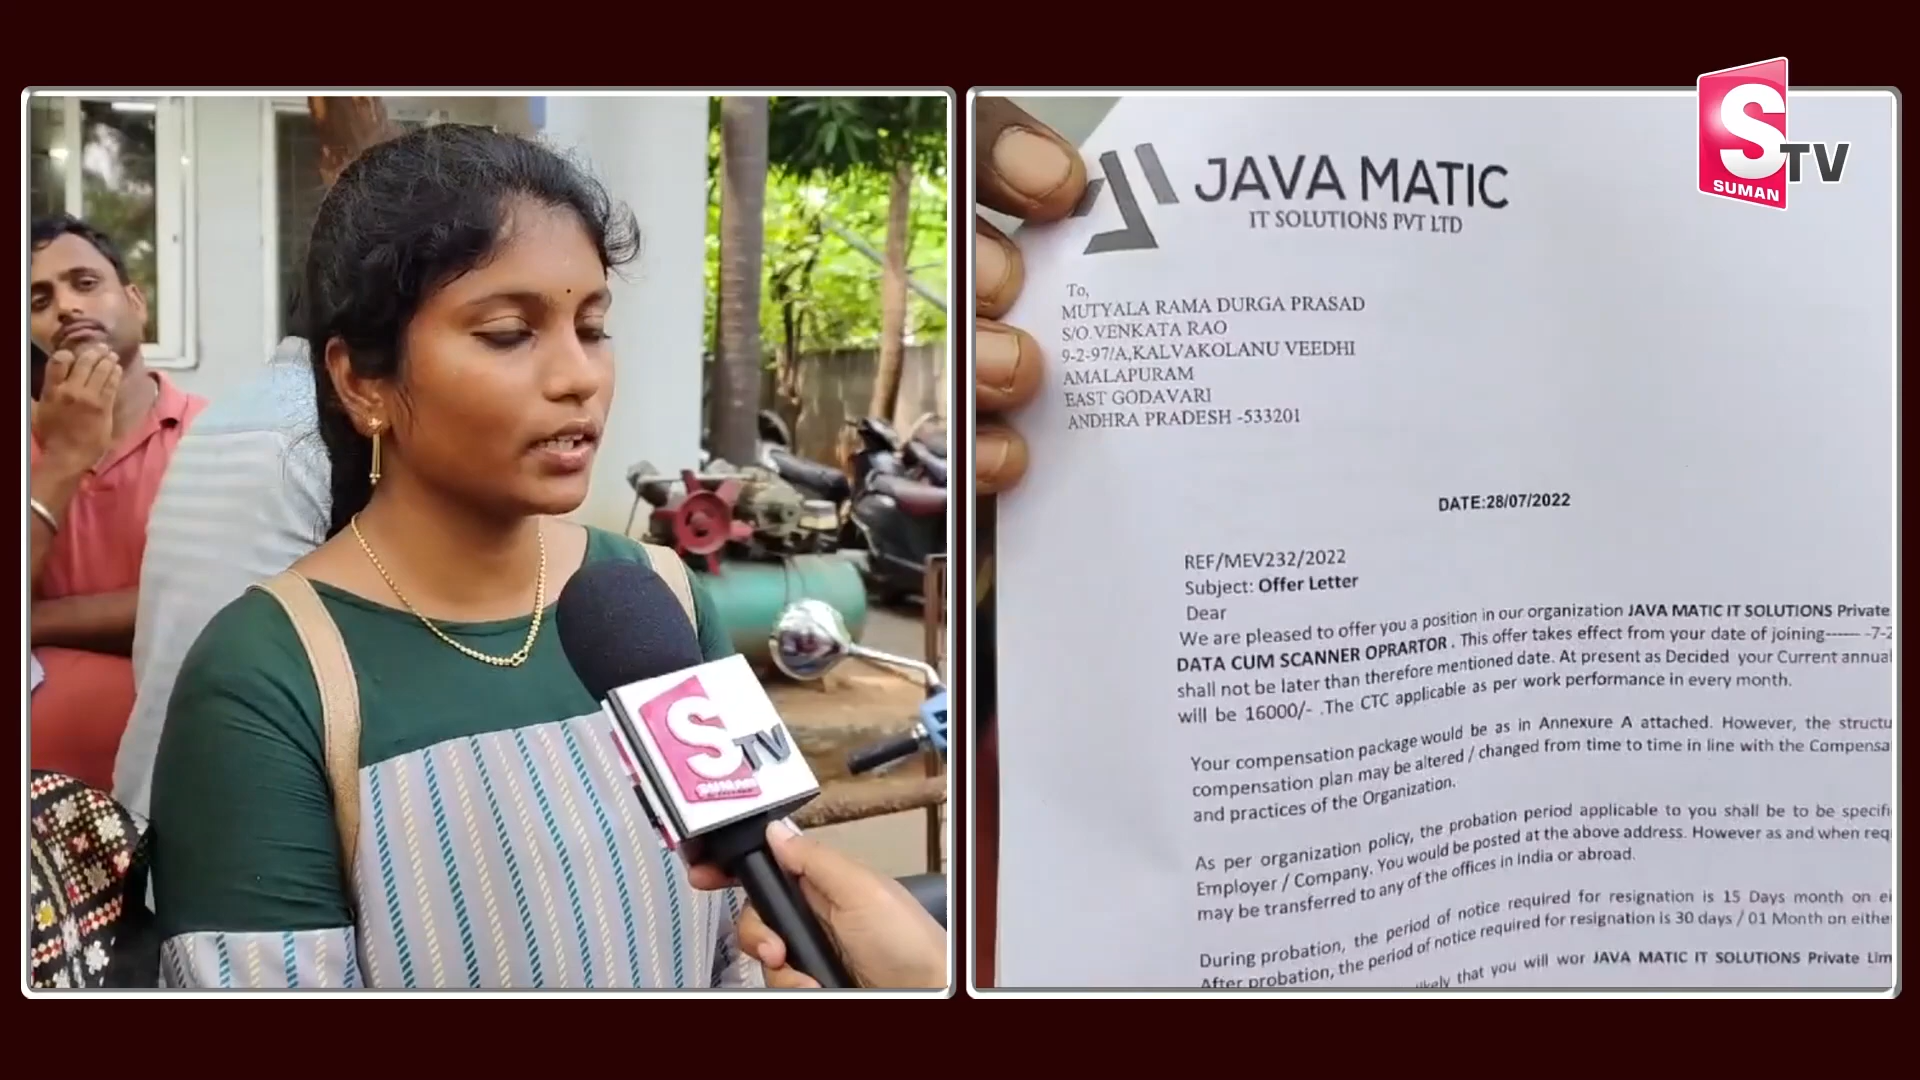 S
TV
SUMAN
S
TV
SUMAN
JAVA MATIC
IT SOLUTIONS PVT LTD
To,
MUTYALA RAMA DURGA PRASAD
S/O.VENKATA RAO
9-2-97/A,KALVAKOLANU VEEDHI
AMALAPURAM
EAST GODAVARI
ANDHRA PRADESH -533201
DATE:28/07/2022
REF/MEV232/2022
Subject: Offer Letter
Dear
We are pleased to offer you a position in our organization JAVA MATIC IT SOLUTIONS Private
DATA CUM SCANNER OPRARTOR . This offer takes effect from your date of joining------ -7-2
shall not be later than therefore mentioned date. At present as Decided your Current annual
will be 16000/- .The CTC applicable as per work performance in every month.
Your compensation package would be as in Annexure A attached. However, the structu
compensation plan may be altered / changed from time to time in line with the Compensa
and practices of the Organization.
As per organization policy, the probation period applicable to you shall be to be specifi
Employer / Company. You would be posted at the above address. However as and when req
may be transferred to any of the offices in India or abroad.
During probation, the period of notice required for resignation is 15 Days month on ei
After probation, the period of notice required for resignation is 30 days / 01 Month on eithe
that you will wor JAVA MATIC IT SOLUTIONS Private Lim